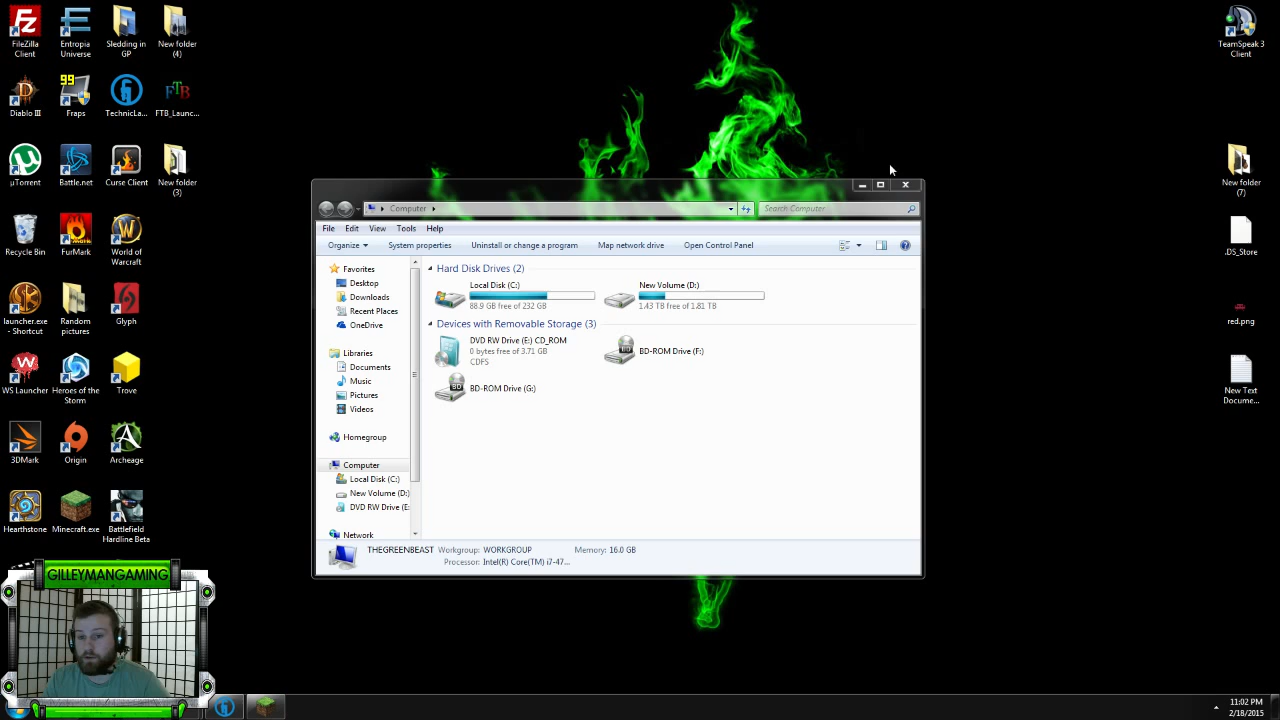 FileZilla
Client
Entropia
Universe
Sledding in
GP
New folder
(4)
TeamSpeak 3
Client
Diablo III
99
Fraps
TechnicLa...
FTB
FTB_Launc...
µTorrent
Battle.net
Curse Client
New folder
(3)
New folder
(7)
Recycle Bin
FurMark
World of
Warcraft
.DS_Store
launcher.exe
- Shortcut
Random
pictures
Glyph
red.png
WS Launcher
Heroes of the
Storm
Trove
New Text
Docume...
3DMark
Origin
Archeage
Hearthstone
Minecraft.exe
Battlefield
Hardline Beta
Computer
Search Computer
File Edit View Tools Help
Organize System properties Uninstall or change a program Map network drive Open Control Panel
Favorites
Desktop
Downloads
Recent Places
OneDrive
Libraries
Documents
Music
Pictures
Videos
Homegroup
Computer
Local Disk (C:)
New Volume (D:)
DVD RW Drive (E:
Network
Hard Disk Drives (2)
Local Disk (C:)
88.9 GB free of 232 GB
New Volume (D:)
1.43 TB free of 1.81 TB
Devices with Removable Storage (3)
DVD RW Drive (E:) CD_ROM
0 bytes free of 3.71 GB
CDFS
BD-ROM Drive (F:)
BD-ROM Drive (G:)
THEGREENBEAST Workgroup: WORKGROUP Memory: 16.0 GB
Processor: Intel(R) Core(TM) i7-47...
GILLEYMANGAMING
11:02 PM
2/18/2015